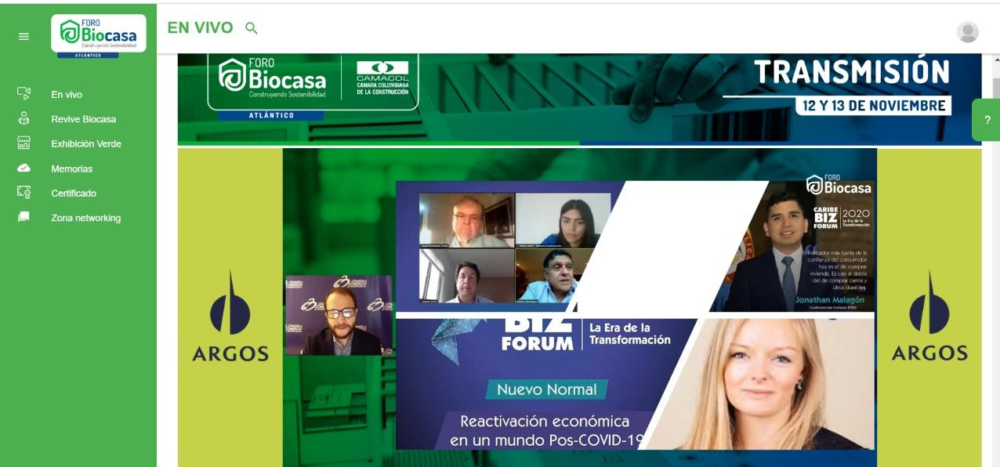 FORO
Biocasa
Construyendo Sostenibilidad
ATLÁNTICO
EN VIVO
En vivo
Revive Biocasa
Exhibición Verde
Memorias
Certificado
Zona networking
FORO
Biocasa
Construyendo Sostenibilidad
ATLÁNTICO
CAMACOL
CÁMARA COLOMBIANA
DE LA CONSTRUCCIÓN
TRANSMISIÓN
12 Y 13 DE NOVIEMBRE
?
ARGOS
FORO
Biocasa
CARIBE
BIZ
FORUM
2020
La Era de la
Transformación
El indicador más fuerte de la
confianza del consumidor
hoy es el de comprar
vivienda. Es casi al doble
del de comprar carros y
otros durables.
Jonathan Malagón
Conferencista Invitado 2020
BIZ
FORUM
La Era de la
Transformación
Nuevo Normal
Reactivación económica
en un mundo Pos-COVID-19
ARGOS